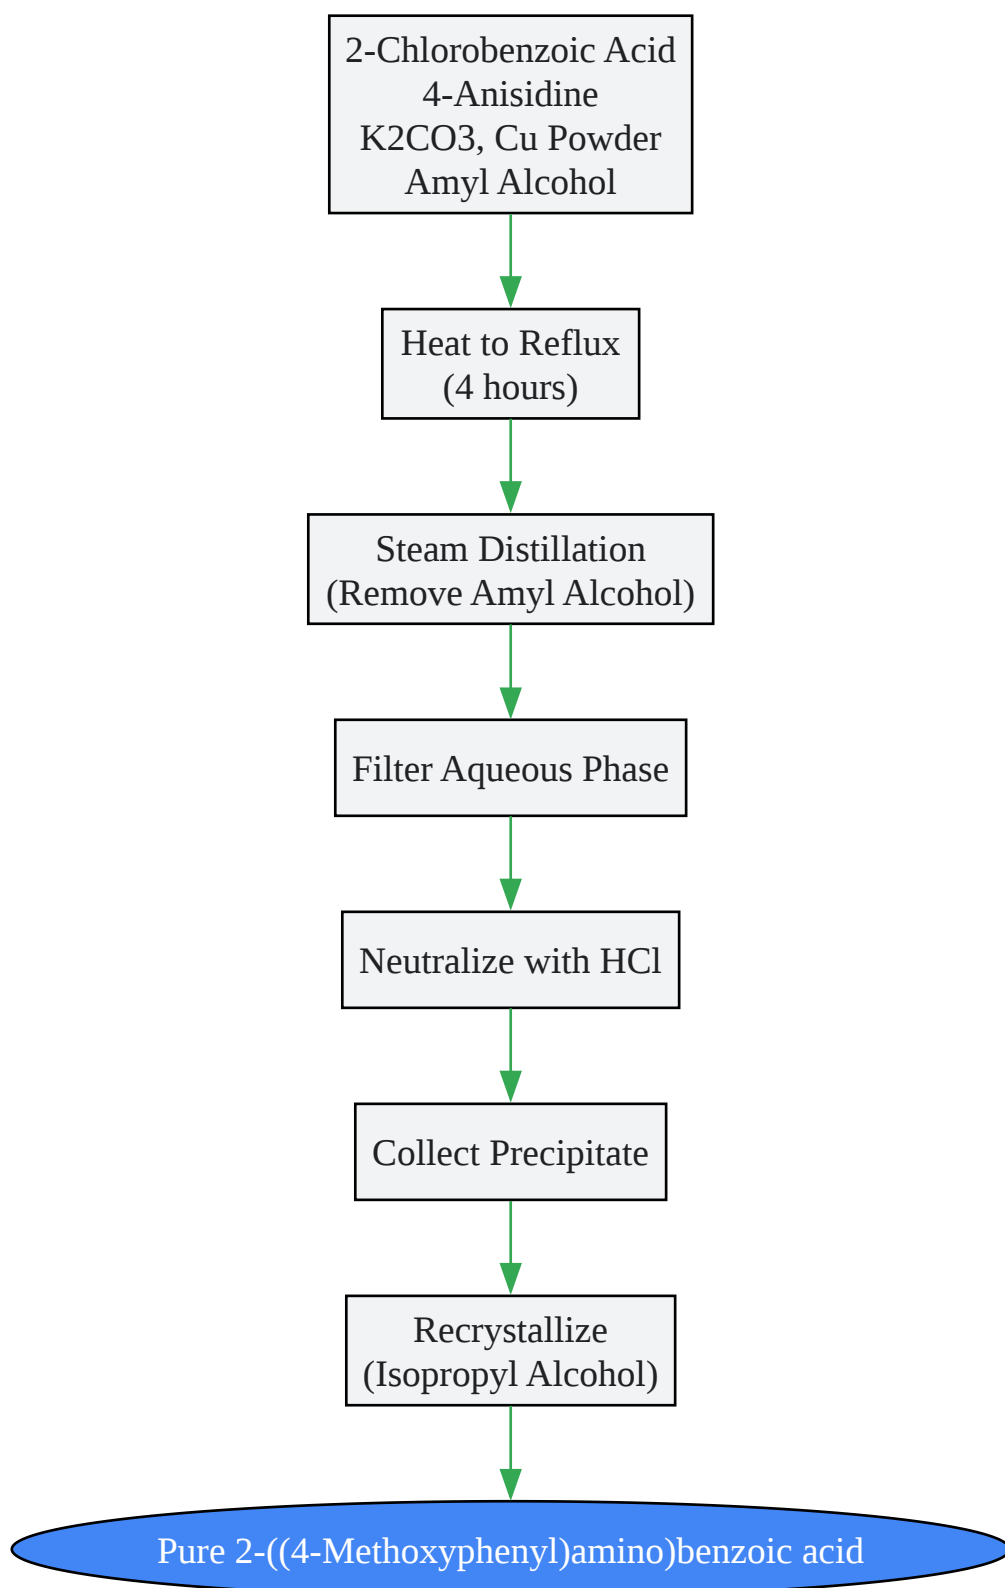 2-Chlorobenzoic Acid
4-Anisidine
K2CO3, Cu Powder
Amyl Alcohol
Heat to Reflux
(4 hours)
Steam Distillation
(Remove Amyl Alcohol)
Filter Aqueous Phase
Neutralize with HCl
Collect Precipitate
Recrystallize
(Isopropyl Alcohol)
Pure 2-((4-Methoxyphenyl)amino)benzoic acid